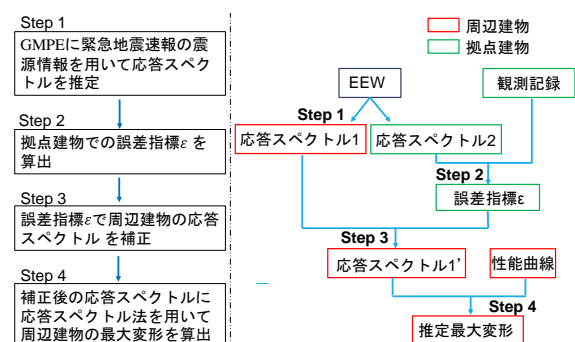 Step 1
GMPEに緊急地震速報の震
源情報を用いて応答スペク
トルを推定
Step 2
拠点建物での誤差指標ε を
算出
Step 3
誤差指標εで周辺建物の応答
スペクトル を補正
Step 4
補正後の応答スペクトルに
応答スペクトル法を用いて
周辺建物の最大変形を算出
周辺建物
拠点建物
EEW
観測記録
Step 1
応答スペクトル1
応答スペクトル2
Step 2
誤差指標ε
Step 3
応答スペクトル1’
性能曲線
Step 4
推定最大変形